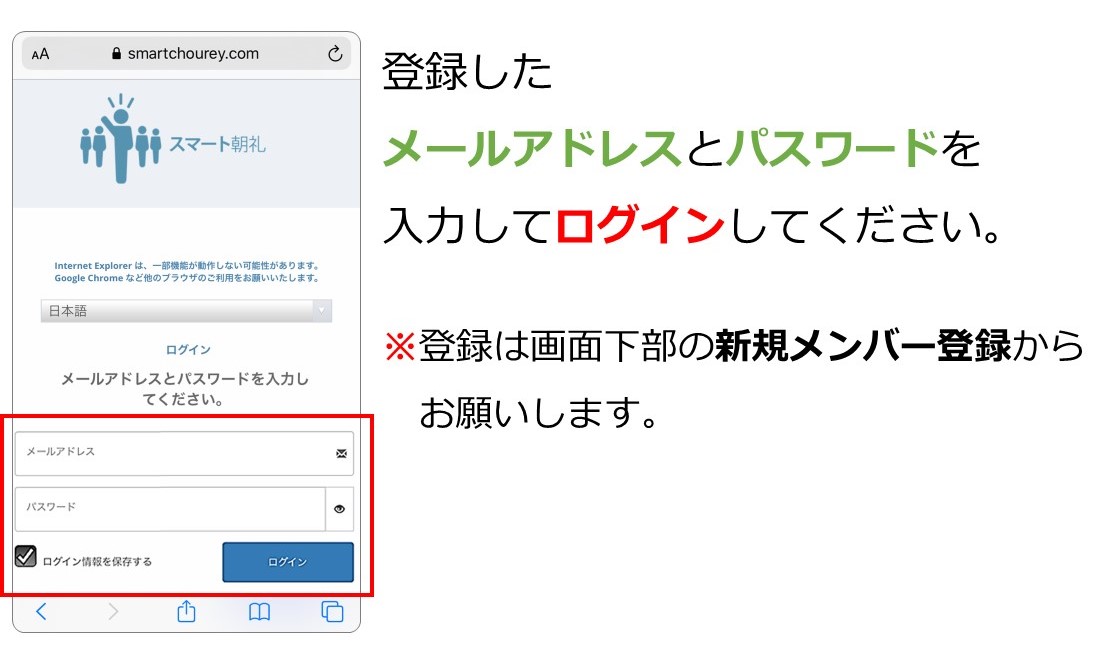 AA smartchourey.com
スマート朝礼
Internet Explorer は、一部機能が動作しない可能性があります。
Google Chrome など他のブラウザのご利用をお願いいたします。
日本語
ログイン
メールアドレスとパスワードを入力し
てください。
メールアドレス
パスワード
ログイン情報を保存する
ログイン
登録した
メールアドレスとパスワードを
入力してログインしてください。
※登録は画面下部の新規メンバー登録から
お願いします。